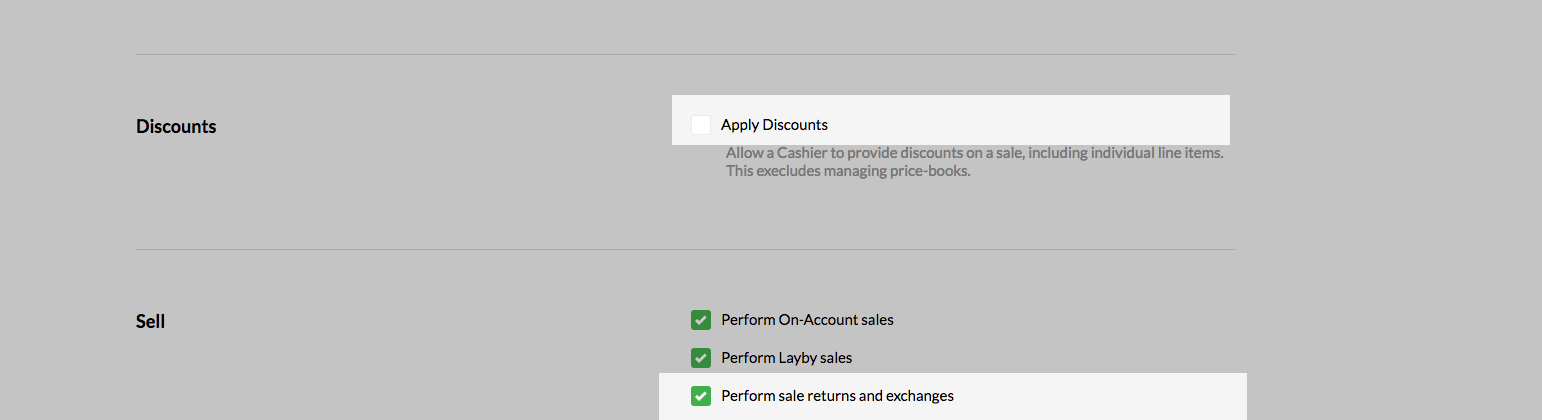 Discounts
Apply Discounts
Allow a Cashier to provide discounts on a sale, including individual line items.
This execludes managing price-books.
Sell
Perform On-Account sales
Perform Layby sales
Perform sale returns and exchanges